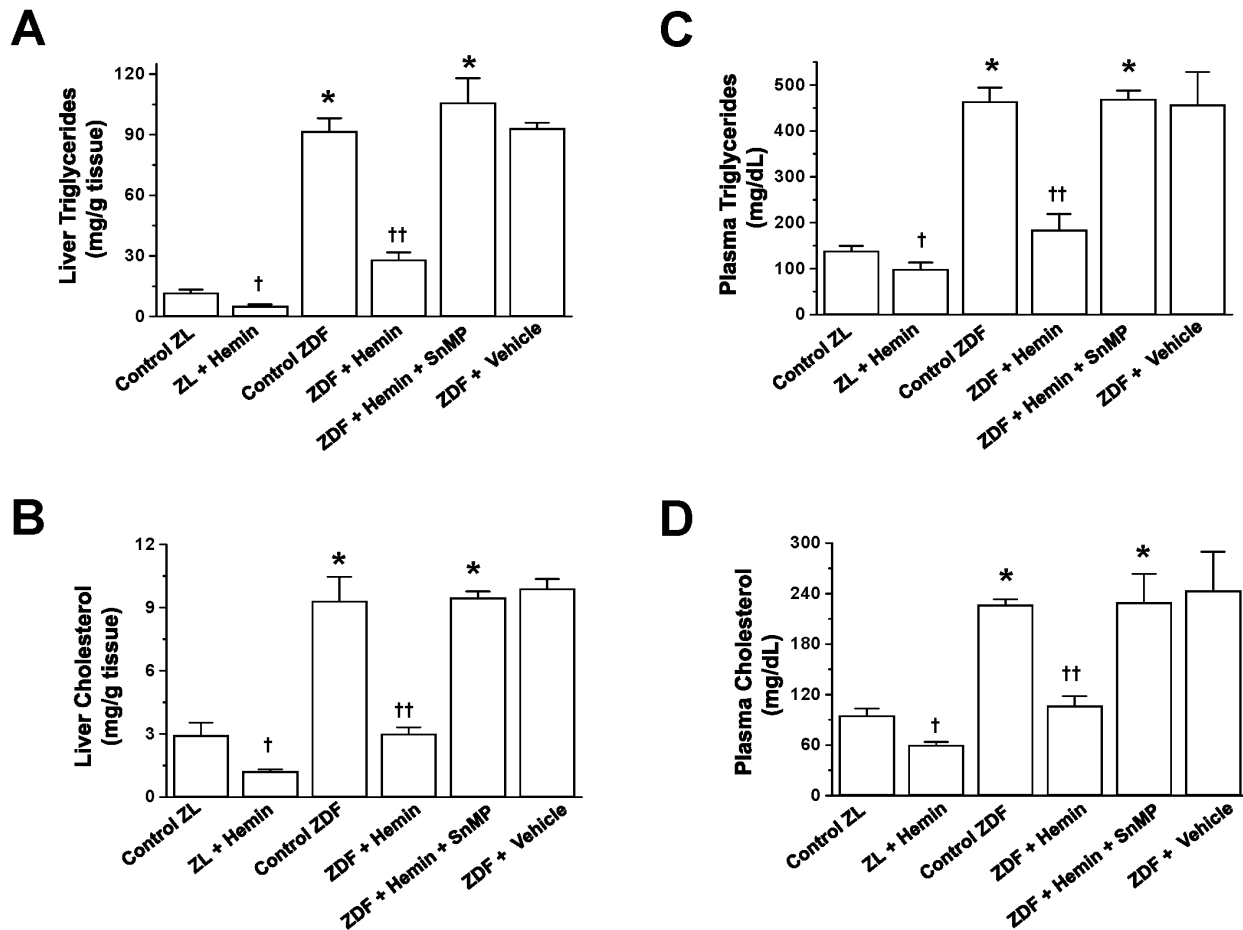 A
Liver Triglycerides
(mg/g tissue)
120
90
60
30
0
*
*
†
††
Control ZL
ZL + Hemin
Control ZDF
ZDF + Hemin
ZDF + Hemin + SnMP
ZDF + Vehicle
C
Plasma Triglycerides
(mg/dL)
500
400
300
200
100
0
*
*
†
††
Control ZL
ZL + Hemin
Control ZDF
ZDF + Hemin
ZDF + Hemin + SnMP
ZDF + Vehicle
B
Liver Cholesterol
(mg/g tissue)
12
9
6
3
0
*
*
†
††
Control ZL
ZL + Hemin
Control ZDF
ZDF + Hemin
ZDF + Hemin + SnMP
ZDF + Vehicle
D
Plasma Cholesterol
(mg/dL)
300
240
180
120
60
0
*
*
†
††
Control ZL
ZL + Hemin
Control ZDF
ZDF + Hemin
ZDF + Hemin + SnMP
ZDF + Vehicle